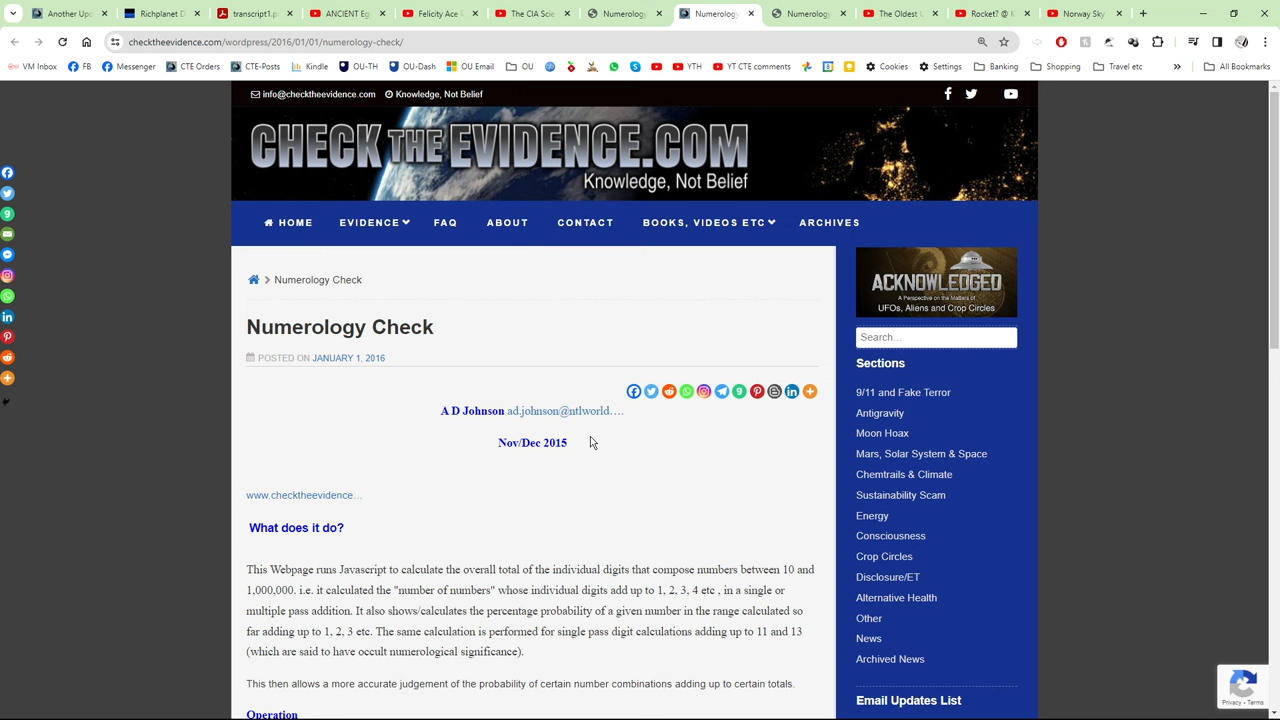 Another Up
Richplanet D
transcript1.p
ANCIENT E
Felicity Ace M
The CIA Scie
Numerology
Numerolog
Numerology
The Oldest U
Rocket? @ K
Norway Sky
checktheevidence.com/wordpress/2016/01/01/numerology-check/
VM Inbox
FB
Messenger
CTE Orders
CTE-Posts
Kindle
OU-TH
OU-Dash
OU Email
OU
YTH
YT CTE comments
Cookies
Settings
Banking
Shopping
Travel etc
All Bookmarks
info@checktheevidence.com
Knowledge, Not Belief
CHECK THE EVIDENCE.COM
Knowledge, Not Belief
HOME
EVIDENCE
FAQ
ABOUT
CONTACT
BOOKS, VIDEOS ETC
ARCHIVES
Numerology Check
Numerology Check
POSTED ON JANUARY 1, 2016
A D Johnson ad.johnson@ntlworld….
Nov/Dec 2015
www.checktheevidence…
What does it do?
This Webpage runs Javascript to calculate the overall total of the individual digits that compose numbers between 10 and
1,000,000. i.e. it calculated the "number of numbers" whose individual digits add up to 1, 2, 3, 4 etc , in a single or
multiple pass addition. It also shows/calculates the percentage probability of a given number in the range calculated so
far adding up to 1, 2, 3 etc. The same calculation is performed for single pass digit calculations adding up to 11 and 13
(which are said to have occult numerological significance).
This then allows a more accurate judgement of the probability of certain number combinations adding up to certain totals.
Operation
ACKNOWLEDGED
A Perspective on the Matters of
UFOs, Aliens and Crop Circles
Search…
Sections
9/11 and Fake Terror
Antigravity
Moon Hoax
Mars, Solar System & Space
Chemtrails & Climate
Sustainability Scam
Energy
Consciousness
Crop Circles
Disclosure/ET
Alternative Health
Other
News
Archived News
Email Updates List
Privacy - Terms